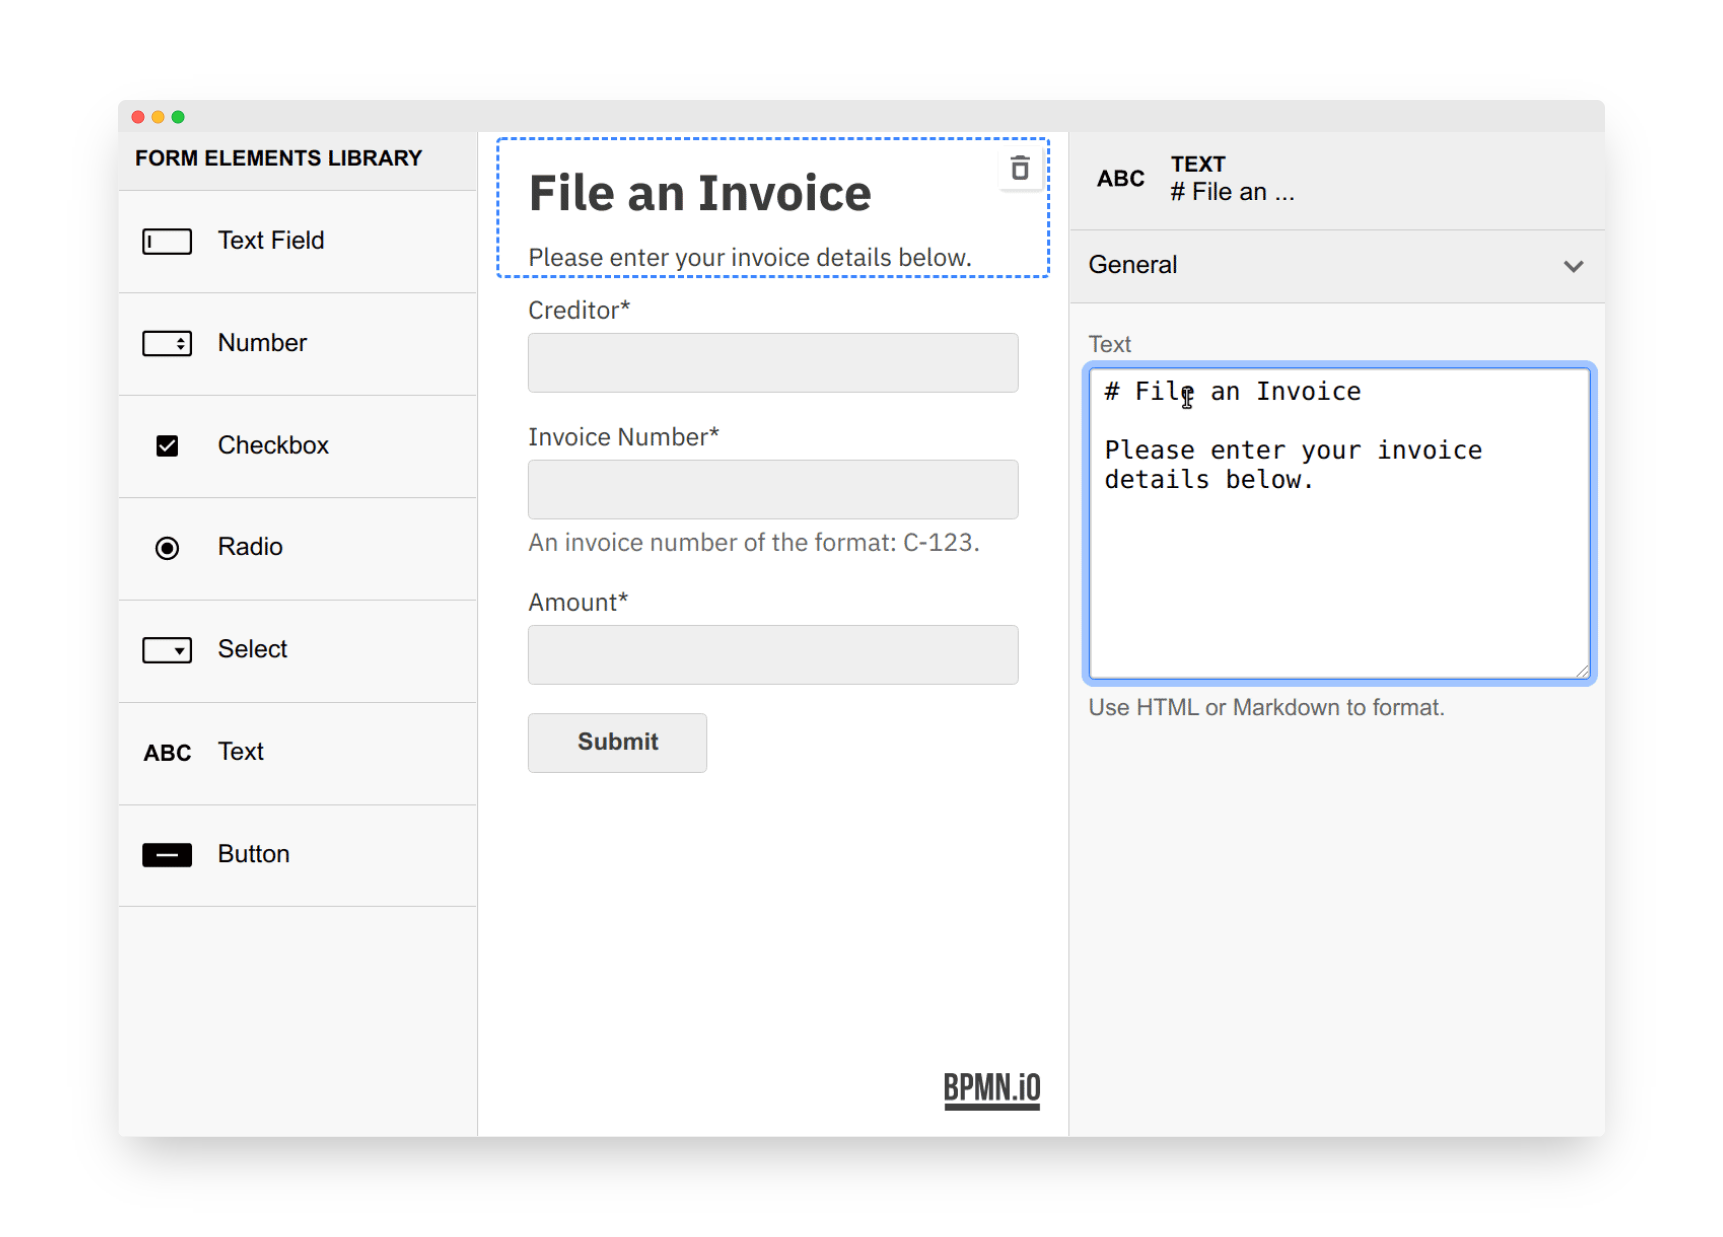 FORM ELEMENTS LIBRARY
Text Field
Number
Checkbox
Radio
Select
ABC Text
Button
File an Invoice
Please enter your invoice details below.
Creditor*
Invoice Number*
An invoice number of the format: C-123.
Amount*
Submit
BPMN.iO
ABC
TEXT
# File an ...
General
Text
# File an Invoice
Please enter your invoice
details below.
Use HTML or Markdown to format.